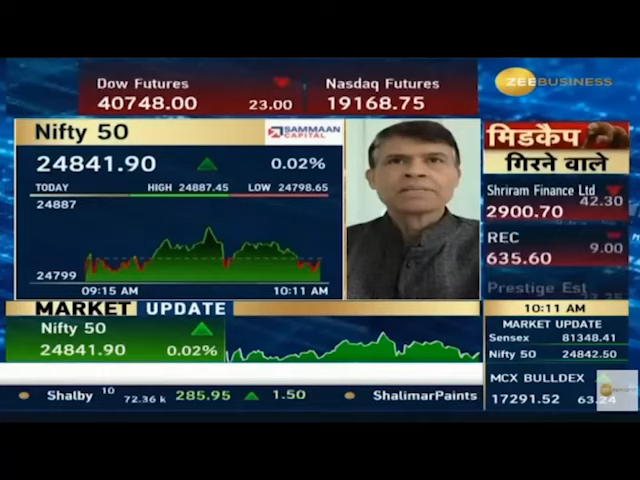 Dow Futures
40748.00 23.00
Nasdaq Futures
19168.75
ZEEBUSINESS
Nifty 50
SAMMAAN
CAPITAL
24841.90 0.02%
TODAY HIGH 24887.45 LOW 24798.65
24887
24799
09:15 AM 10:11 AM
मिडकैप
गिरने वाले
Shriram Finance Ltd
2900.70 42.30
REC
635.60 9.00
Prestige Est
MARKET UPDATE
Nifty 50
24841.90 0.02%
10:11 AM
MARKET UPDATE
Sensex 81348.41
Nifty 50 24842.50
MCX BULLDEX
17291.52 63.24
Shalby 10 72.36 k 285.95 1.50 ShalimarPaints